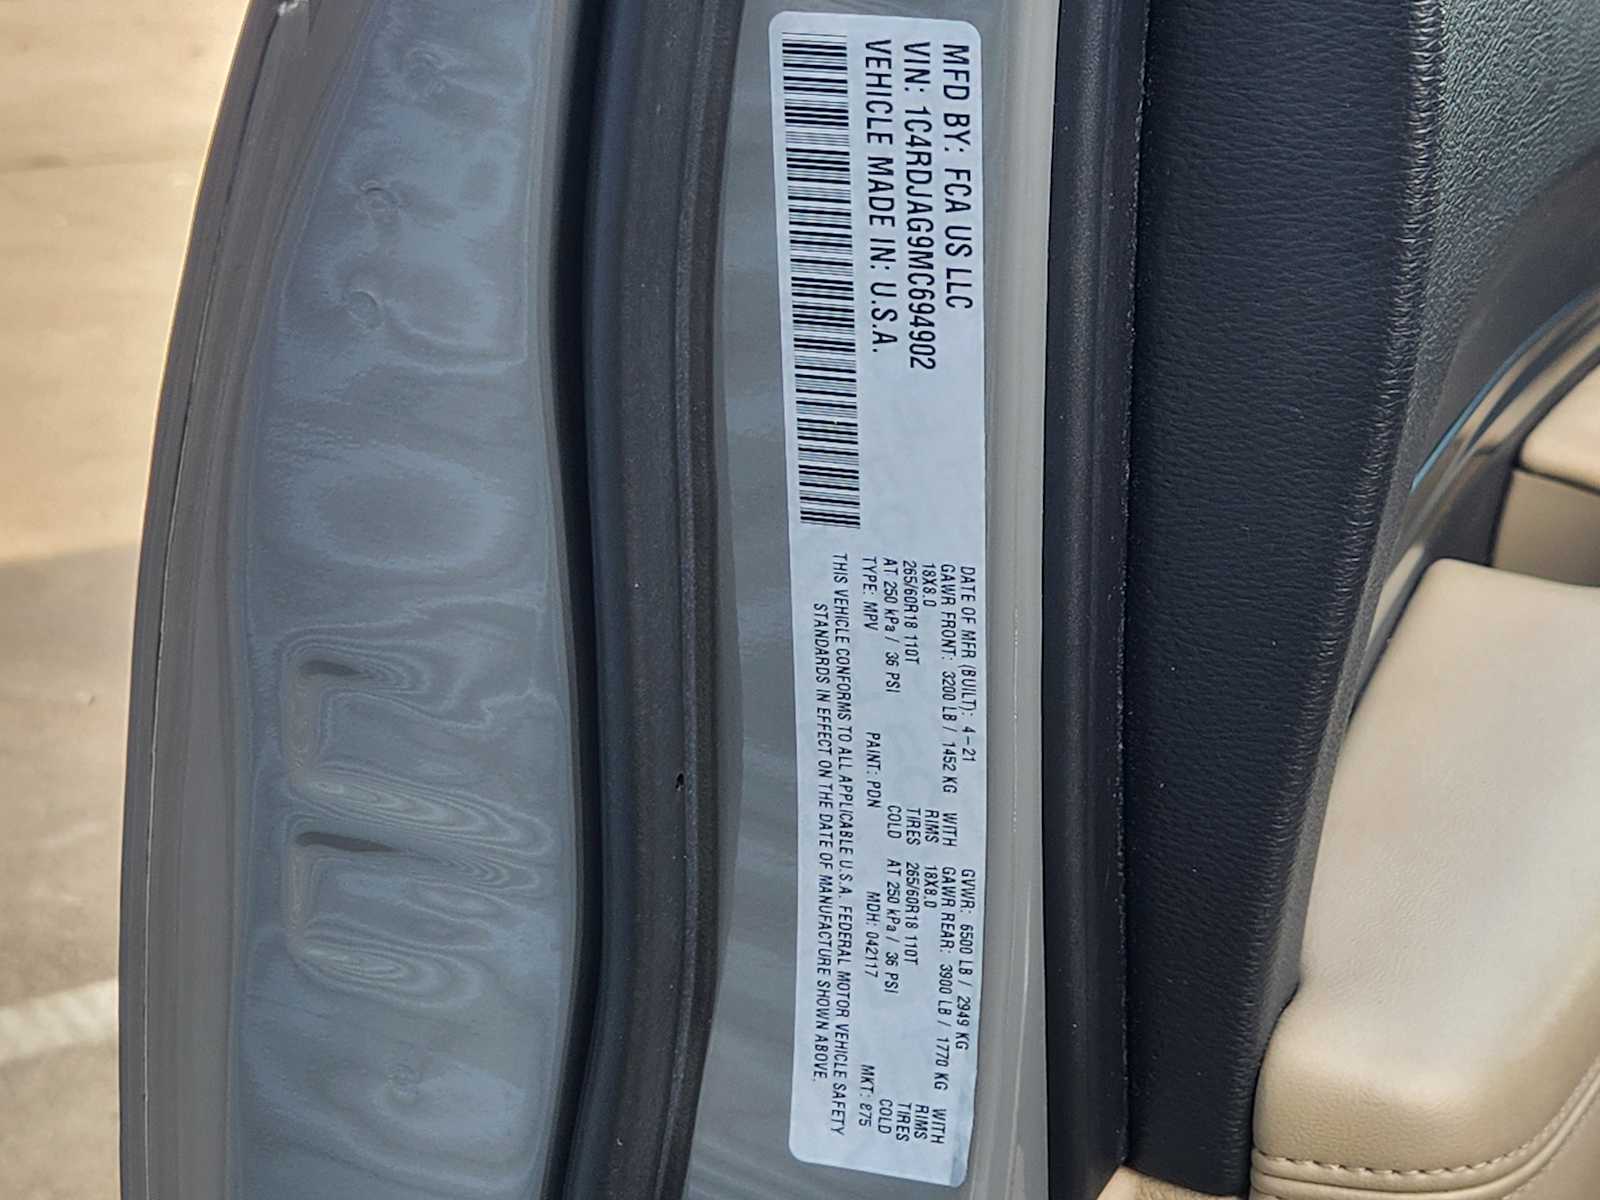 MFD BY: FCA US LLC
VIN: 1C4RDJAG9MC694902
VEHICLE MADE IN: U.S.A.
DATE OF MFR (BUILT): 4-21 GVWR: 6500 LB / 2949 KG
GAWR FRONT: 3200 LB / 1452 KG WITH GAWR REAR: 3900 LB / 1770 KG WITH
18X8.0 RIMS 18X8.0 RIMS
265/60R18 110T TIRES 265/60R18 110T TIRES
AT 250 kPa / 36 PSI COLD AT 250 kPa / 36 PSI COLD
TYPE: MPV PAINT: PDN MDH: 042117 MKT: 875
THIS VEHICLE CONFORMS TO ALL APPLICABLE U.S.A. FEDERAL MOTOR VEHICLE SAFETY
STANDARDS IN EFFECT ON THE DATE OF MANUFACTURE SHOWN ABOVE.